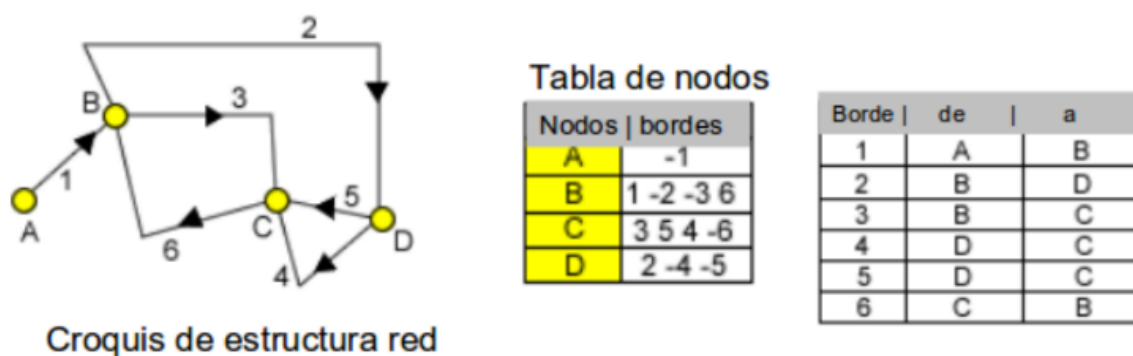 2
B
3
1
A
5
C
D
6
4
Croquis de estructura red
Tabla de nodos
Nodos | bordes
A -1
B 1 -2 -3 6
C 3 5 4 -6
D 2 -4 -5
Borde | de | a
1 A B
2 B D
3 B C
4 D C
5 D C
6 C B